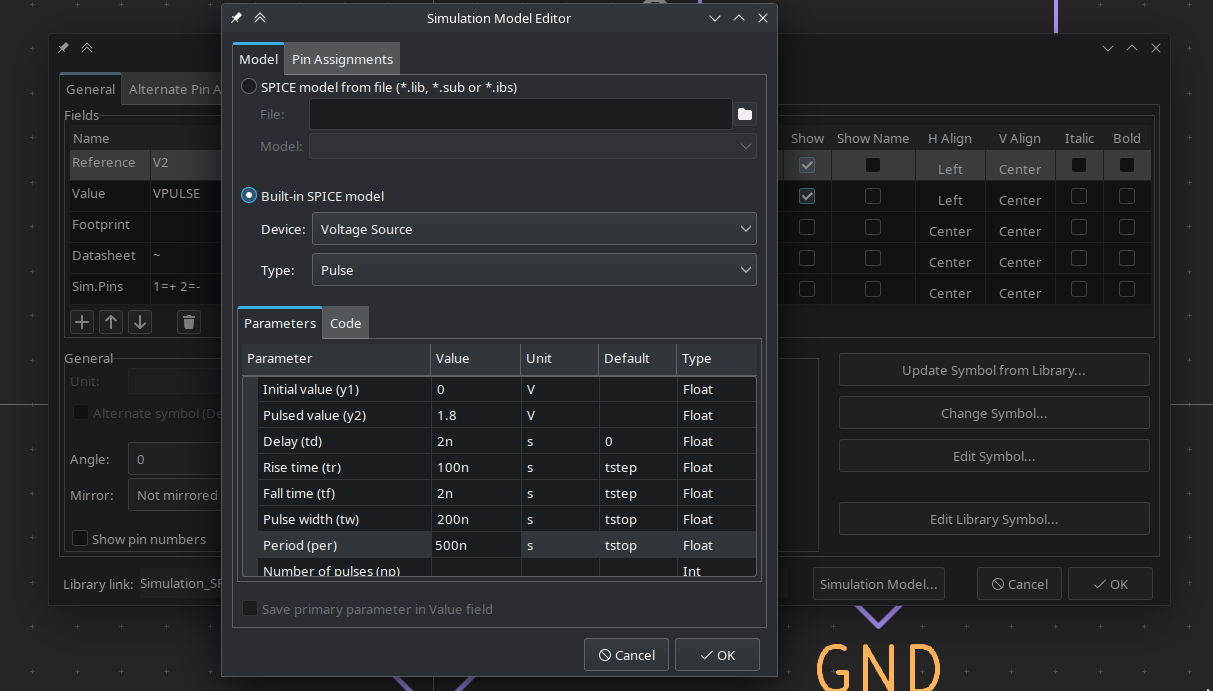 Simulation Model Editor
Model Pin Assignments
SPICE model from file (*.lib, *.sub or *.ibs)
File:
Model:
Built-in SPICE model
Device: Voltage Source
Type: Pulse
Parameters Code
Parameter Value Unit Default Type
Initial value (y1) 0 V Float
Pulsed value (y2) 1.8 V Float
Delay (td) 2n s 0 Float
Rise time (tr) 100n s tstep Float
Fall time (tf) 2n s tstep Float
Pulse width (tw) 200n s tstop Float
Period (per) 500n s tstop Float
Number of pulses (np) Int
Save primary parameter in Value field
Cancel OK
General Alternate Pin A
Fields
Name
Reference V2
Value VPULSE
Footprint
Datasheet ~
Sim.Pins 1=+ 2=-
General
Unit:
Alternate symbol (De
Angle: 0
Mirror: Not mirrored
Show pin numbers
Library link: Simulation_SP
Show Show Name H Align V Align Italic Bold
Left Center
Left Center
Center Center
Center Center
Center Center
Update Symbol from Library...
Change Symbol...
Edit Symbol...
Edit Library Symbol...
Simulation Model... Cancel OK
GND